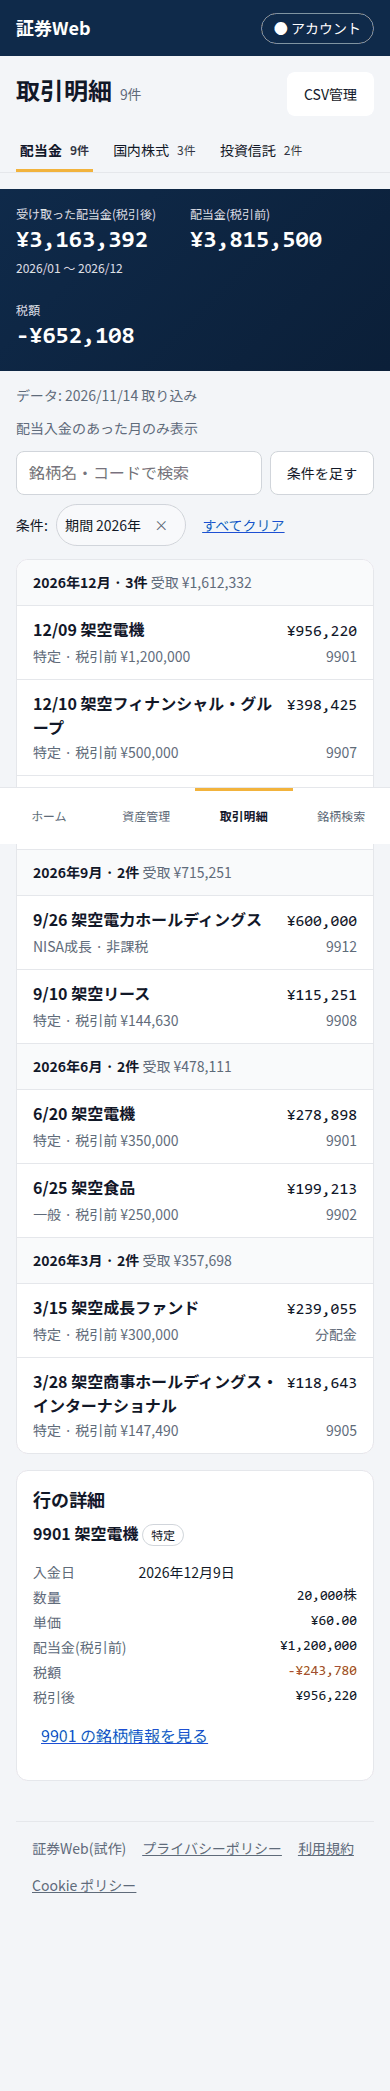 証券Web
アカウント
取引明細 9件
CSV管理
配当金 9件 国内株式 3件 投資信託 2件
受け取った配当金(税引後) 配当金(税引前)
¥3,163,392 ¥3,815,500
2026/01 〜 2026/12
税額
-¥652,108
データ: 2026/11/14 取り込み
配当入金のあった月のみ表示
銘柄名・コードで検索 条件を足す
条件: 期間 2026年 × すべてクリア
2026年12月・3件 受取 ¥1,612,332
12/09 架空電機 ¥956,220
特定・税引前 ¥1,200,000 9901
12/10 架空フィナンシャル・グル
ープ ¥398,425
特定・税引前 ¥500,000 9907
ホーム 資産管理 取引明細 銘柄検索
2026年9月・2件 受取 ¥715,251
9/26 架空電力ホールディングス ¥600,000
NISA成長・非課税 9912
9/10 架空リース ¥115,251
特定・税引前 ¥144,630 9908
2026年6月・2件 受取 ¥478,111
6/20 架空電機 ¥278,898
特定・税引前 ¥350,000 9901
6/25 架空食品 ¥199,213
一般・税引前 ¥250,000 9902
2026年3月・2件 受取 ¥357,698
3/15 架空成長ファンド ¥239,055
特定・税引前 ¥300,000 分配金
3/28 架空商事ホールディングス・ ¥118,643
インターナショナル
特定・税引前 ¥147,490 9905
行の詳細
9901 架空電機 特定
入金日 2026年12月9日
数量 20,000株
単価 ¥60.00
配当金(税引前) ¥1,200,000
税額 -¥243,780
税引後 ¥956,220
9901 の銘柄情報を見る
証券Web(試作) プライバシーポリシー 利用規約
Cookie ポリシー